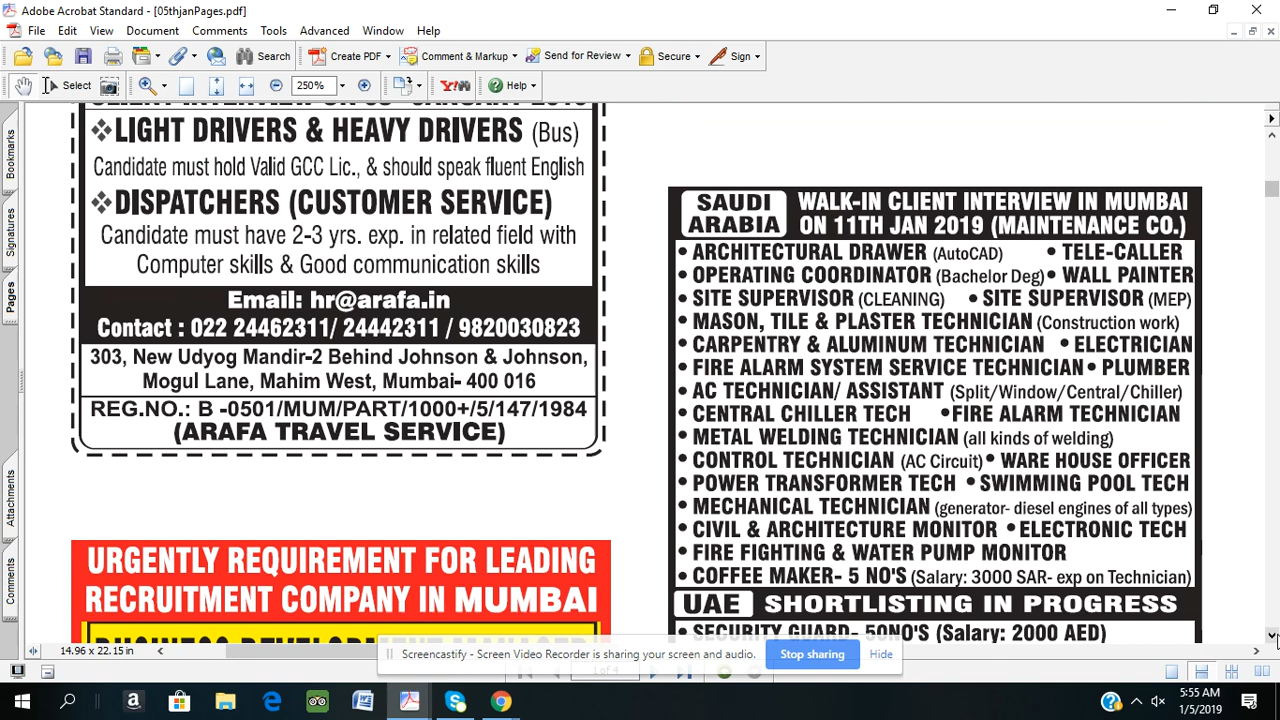 Adobe Acrobat Standard - [05thjanPages.pdf]
File Edit View Document Comments Tools Advanced Window Help
Search Create PDF Comment & Markup Send for Review Secure Sign
Select 250% Y! Help
Bookmarks
Signatures
Pages
Attachments
Comments
❖LIGHT DRIVERS & HEAVY DRIVERS (Bus)
Candidate must hold Valid GCC Lic., & should speak fluent English
❖DISPATCHERS (CUSTOMER SERVICE)
Candidate must have 2-3 yrs. exp. in related field with
Computer skills & Good communication skills
Email: hr@arafa.in
Contact : 022 24462311/ 24442311 / 9820030823
303, New Udyog Mandir-2 Behind Johnson & Johnson,
Mogul Lane, Mahim West, Mumbai- 400 016
REG.NO.: B -0501/MUM/PART/1000+/5/147/1984
(ARAFA TRAVEL SERVICE)
URGENTLY REQUIREMENT FOR LEADING
RECRUITMENT COMPANY IN MUMBAI
BUSINESS DEVELOPMENT MANAGER
SAUDI ARABIA
WALK-IN CLIENT INTERVIEW IN MUMBAI
ON 11TH JAN 2019 (MAINTENANCE CO.)
• ARCHITECTURAL DRAWER (AutoCAD) • TELE-CALLER
• OPERATING COORDINATOR (Bachelor Deg) • WALL PAINTER
• SITE SUPERVISOR (CLEANING) • SITE SUPERVISOR (MEP)
• MASON, TILE & PLASTER TECHNICIAN (Construction work)
• CARPENTRY & ALUMINUM TECHNICIAN • ELECTRICIAN
• FIRE ALARM SYSTEM SERVICE TECHNICIAN • PLUMBER
• AC TECHNICIAN/ ASSISTANT (Split/Window/Central/Chiller)
• CENTRAL CHILLER TECH •FIRE ALARM TECHNICIAN
• METAL WELDING TECHNICIAN (all kinds of welding)
• CONTROL TECHNICIAN (AC Circuit) • WARE HOUSE OFFICER
• POWER TRANSFORMER TECH • SWIMMING POOL TECH
• MECHANICAL TECHNICIAN (generator- diesel engines of all types)
• CIVIL & ARCHITECTURE MONITOR • ELECTRONIC TECH
• FIRE FIGHTING & WATER PUMP MONITOR
• COFFEE MAKER- 5 NO'S (Salary: 3000 SAR- exp on Technician)
UAE SHORTLISTING IN PROGRESS
• SECURITY GUARD- 50NO'S (Salary: 2000 AED)
14.96 x 22.15 in
Screencastify - Screen Video Recorder is sharing your screen and audio. Stop sharing Hide
1 of 4
5:55 AM
1/5/2019